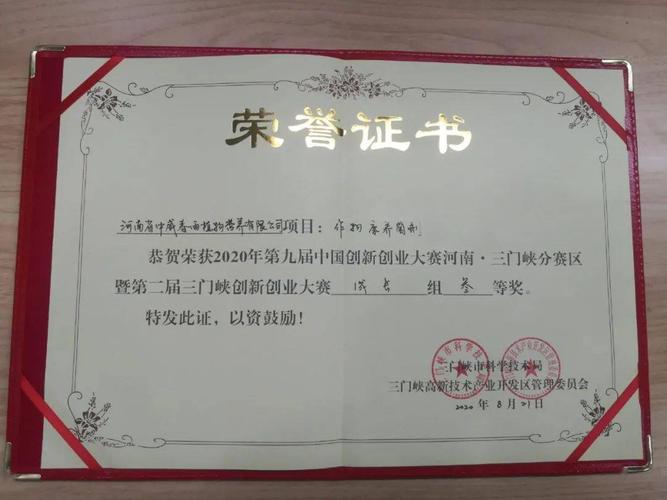 荣誉证书
河南省中威春雨植物营养有限公司项目：作物康养菌剂
恭贺荣获2020年第九届中国创新创业大赛河南·三门峡分赛区
暨第二届三门峡创新创业大赛 成长 组 叁 等奖。
特发此证，以资鼓励！
三门峡市科学技术局
三门峡高新技术产业开发区管理委员会
2020年8月21日